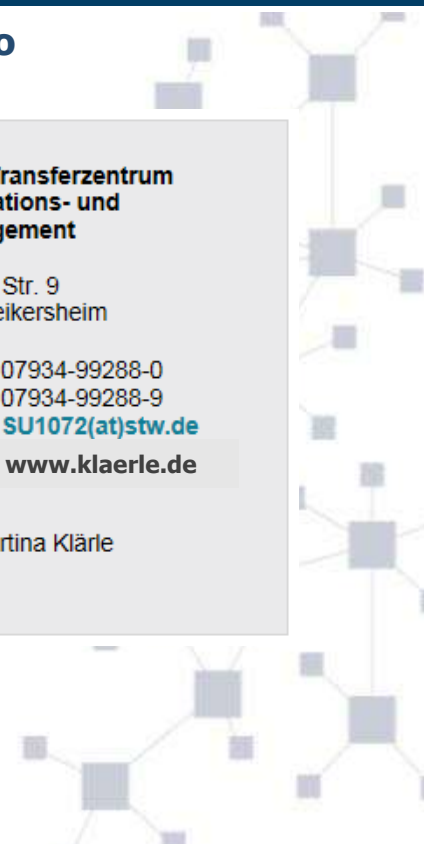 o
ransferzentrum
ations- und
gement
Str. 9
eikersheim
07934-99288-0
07934-99288-9
SU1072(at)stw.de
www.klaerle.de
rtina Klärle